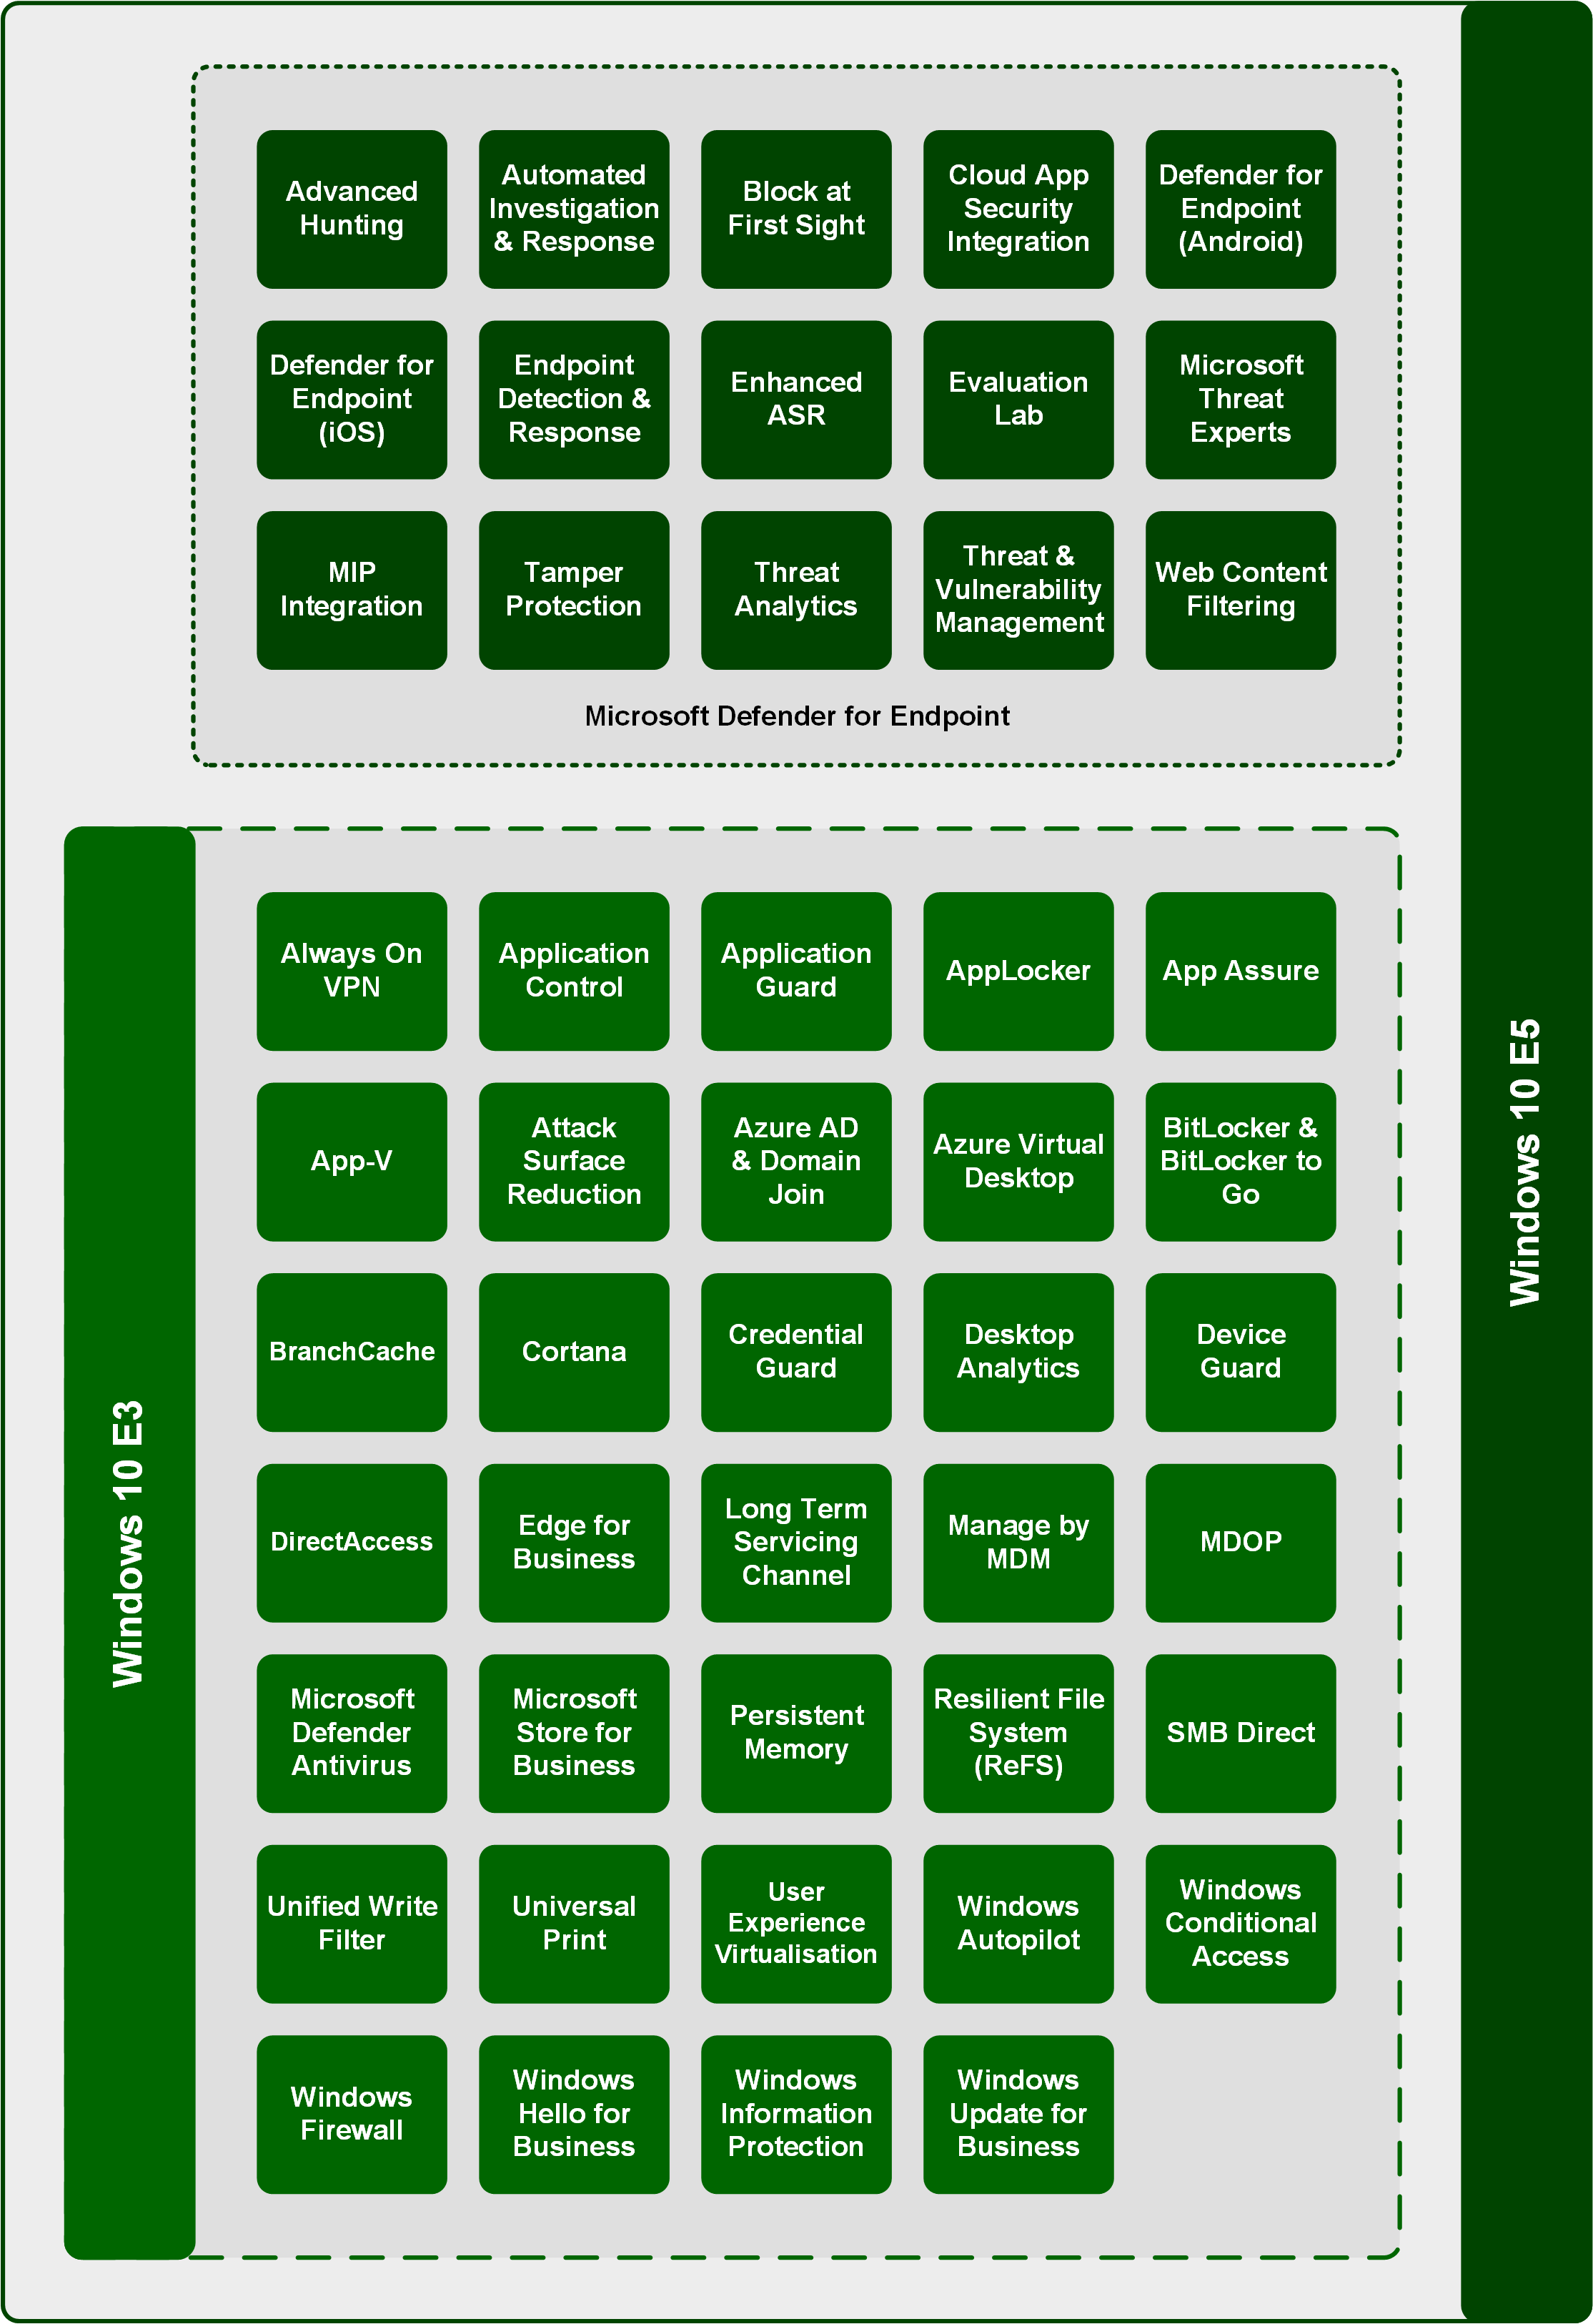 Advanced
Hunting
Automated
Investigation
& Response
Block at
First Sight
Cloud App
Security
Integration
Defender for
Endpoint
(Android)
Defender for
Endpoint
(iOS)
Endpoint
Detection &
Response
Enhanced
ASR
Evaluation
Lab
Microsoft
Threat
Experts
MIP
Integration
Tamper
Protection
Threat
Analytics
Threat &
Vulnerability
Management
Web Content
Filtering
Microsoft Defender for Endpoint
Windows 10 E5
Windows 10 E3
Always On
VPN
Application
Control
Application
Guard
AppLocker
App Assure
App-V
Attack
Surface
Reduction
Azure AD
& Domain
Join
Azure Virtual
Desktop
BitLocker &
BitLocker to
Go
BranchCache
Cortana
Credential
Guard
Desktop
Analytics
Device
Guard
DirectAccess
Edge for
Business
Long Term
Servicing
Channel
Manage by
MDM
MDOP
Microsoft
Defender
Antivirus
Microsoft
Store for
Business
Persistent
Memory
Resilient File
System
(ReFS)
SMB Direct
Unified Write
Filter
Universal
Print
User
Experience
Virtualisation
Windows
Autopilot
Windows
Conditional
Access
Windows
Firewall
Windows
Hello for
Business
Windows
Information
Protection
Windows
Update for
Business